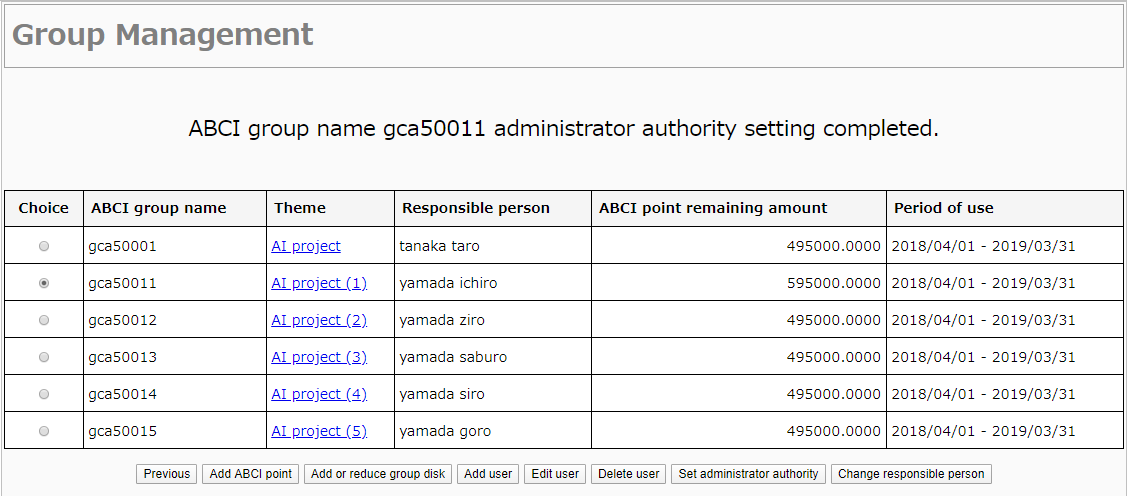 Group Management
ABCI group name gca50011 administrator authority setting completed.
Choice ABCI group name Theme Responsible person ABCI point remaining amount Period of use
gca50001 AI project tanaka taro 495000.0000 2018/04/01 - 2019/03/31
gca50011 AI project (1) yamada ichiro 595000.0000 2018/04/01 - 2019/03/31
gca50012 AI project (2) yamada ziro 495000.0000 2018/04/01 - 2019/03/31
gca50013 AI project (3) yamada saburo 495000.0000 2018/04/01 - 2019/03/31
gca50014 AI project (4) yamada siro 495000.0000 2018/04/01 - 2019/03/31
gca50015 AI project (5) yamada goro 495000.0000 2018/04/01 - 2019/03/31
Previous Add ABCI point Add or reduce group disk Add user Edit user Delete user Set administrator authority Change responsible person